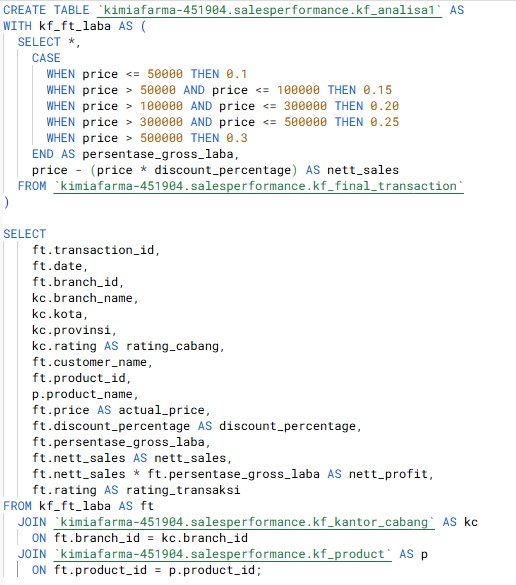 CREATE TABLE `kimiafarma-451904.salesperformance.kf_analisa1` AS
WITH kf_ft_laba AS (
  SELECT *,
    CASE
      WHEN price <= 50000 THEN 0.1
      WHEN price > 50000 AND price <= 100000 THEN 0.15
      WHEN price > 100000 AND price <= 300000 THEN 0.20
      WHEN price > 300000 AND price <= 500000 THEN 0.25
      WHEN price > 500000 THEN 0.3
    END AS persentase_gross_laba,
    price - (price * discount_percentage) AS nett_sales
  FROM `kimiafarma-451904.salesperformance.kf_final_transaction`
)

SELECT
    ft.transaction_id,
    ft.date,
    ft.branch_id,
    kc.branch_name,
    kc.kota,
    kc.provinsi,
    kc.rating AS rating_cabang,
    ft.customer_name,
    ft.product_id,
    p.product_name,
    ft.price AS actual_price,
    ft.discount_percentage AS discount_percentage,
    ft.persentase_gross_laba,
    ft.nett_sales AS nett_sales,
    ft.nett_sales * ft.persentase_gross_laba AS nett_profit,
    ft.rating AS rating_transaksi
FROM kf_ft_laba AS ft
  JOIN `kimiafarma-451904.salesperformance.kf_kantor_cabang` AS kc
    ON ft.branch_id = kc.branch_id
  JOIN `kimiafarma-451904.salesperformance.kf_product` AS p
    ON ft.product_id = p.product_id;